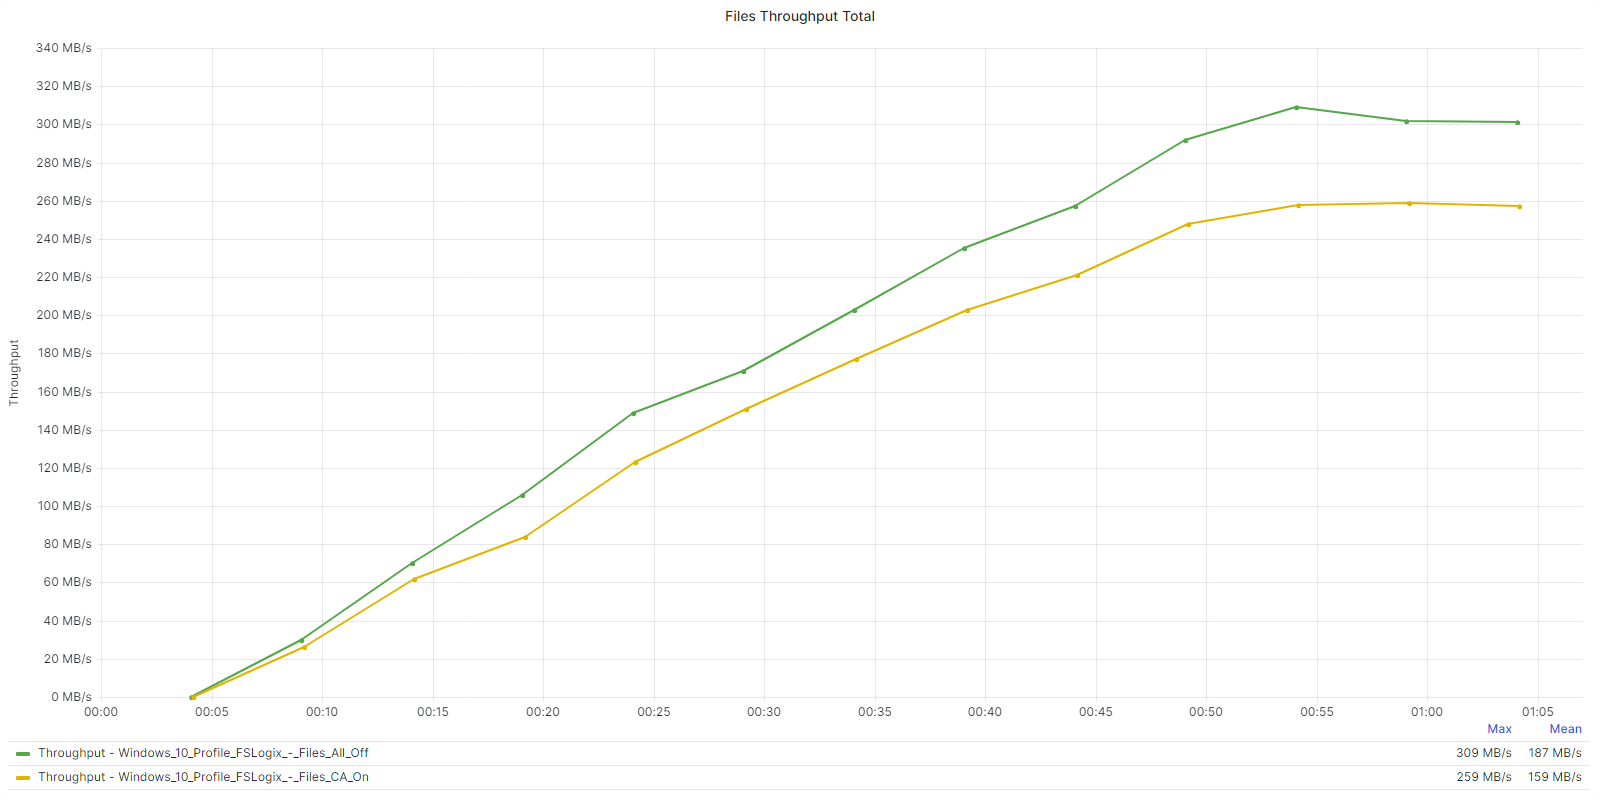 Files Throughput Total
340 MB/s
320 MB/s
300 MB/s
280 MB/s
260 MB/s
240 MB/s
220 MB/s
200 MB/s
180 MB/s
160 MB/s
140 MB/s
120 MB/s
100 MB/s
80 MB/s
60 MB/s
40 MB/s
20 MB/s
0 MB/s
Throughput
00:00 00:05 00:10 00:15 00:20 00:25 00:30 00:35 00:40 00:45 00:50 00:55 01:00 01:05
Max Mean
Throughput - Windows_10_Profile_FSLogix_-_Files_All_Off 309 MB/s 187 MB/s
Throughput - Windows_10_Profile_FSLogix_-_Files_CA_On 259 MB/s 159 MB/s